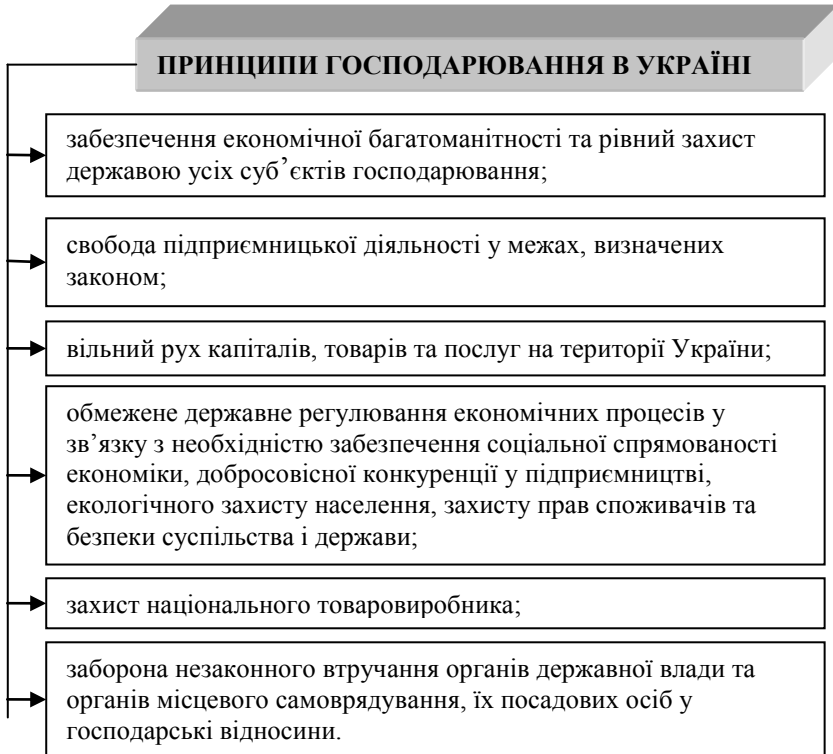 ПРИНЦИПИ ГОСПОДАРЮВАННЯ В УКРАЇНІ
забезпечення економічної багатоманітності та рівний захист
державою усіх суб’єктів господарювання;
свобода підприємницької діяльності у межах, визначених
законом;
вільний рух капіталів, товарів та послуг на території України;
обмежене державне регулювання економічних процесів у
зв’язку з необхідністю забезпечення соціальної спрямованості
економіки, добросовісної конкуренції у підприємництві,
екологічного захисту населення, захисту прав споживачів та
безпеки суспільства і держави;
захист національного товаровиробника;
заборона незаконного втручання органів державної влади та
органів місцевого самоврядування, їх посадових осіб у
господарські відносини.